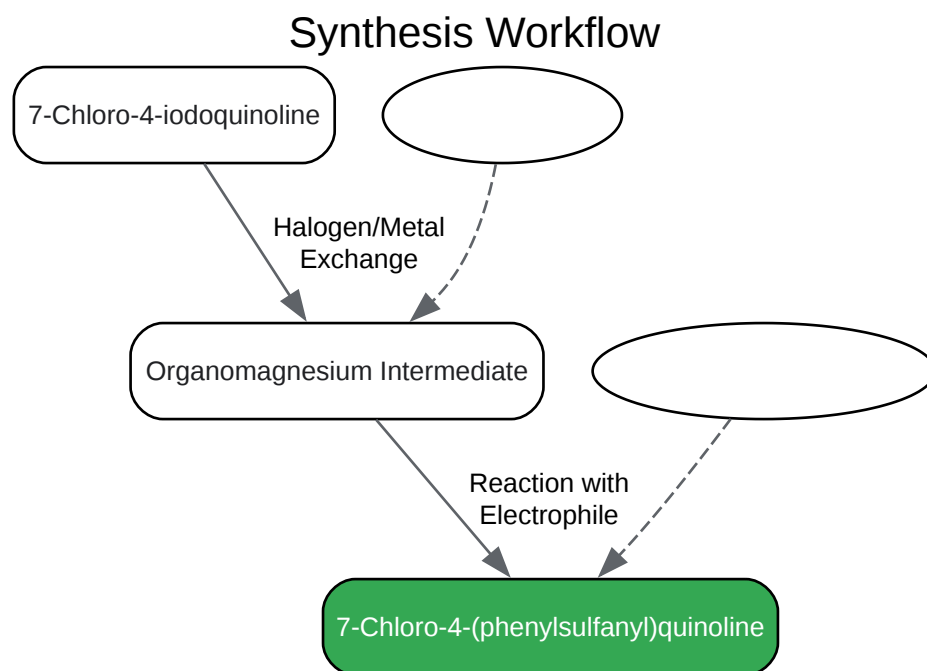 Synthesis Workflow
7-Chloro-4-iodoquinoline
Halogen/Metal
Exchange
Organomagnesium Intermediate
Reaction with
Electrophile
7-Chloro-4-(phenylsulfanyl)quinoline